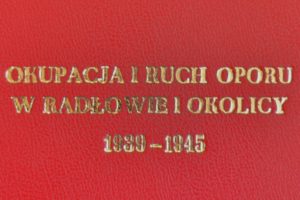 OKUPACJA I RUCH OPORU
W RADŁOWIE I OKOLICY
1939-1945